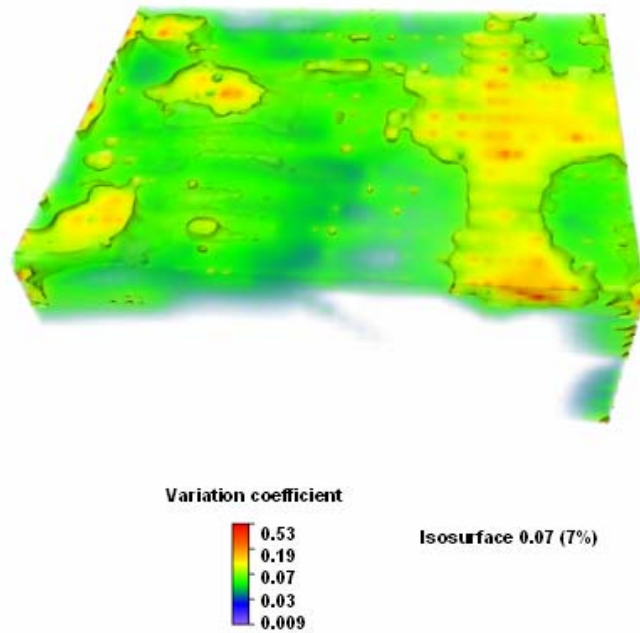 Variation coefficient
0.53
0.19
0.07
0.03
0.009
Isosurface 0.07 (7%)